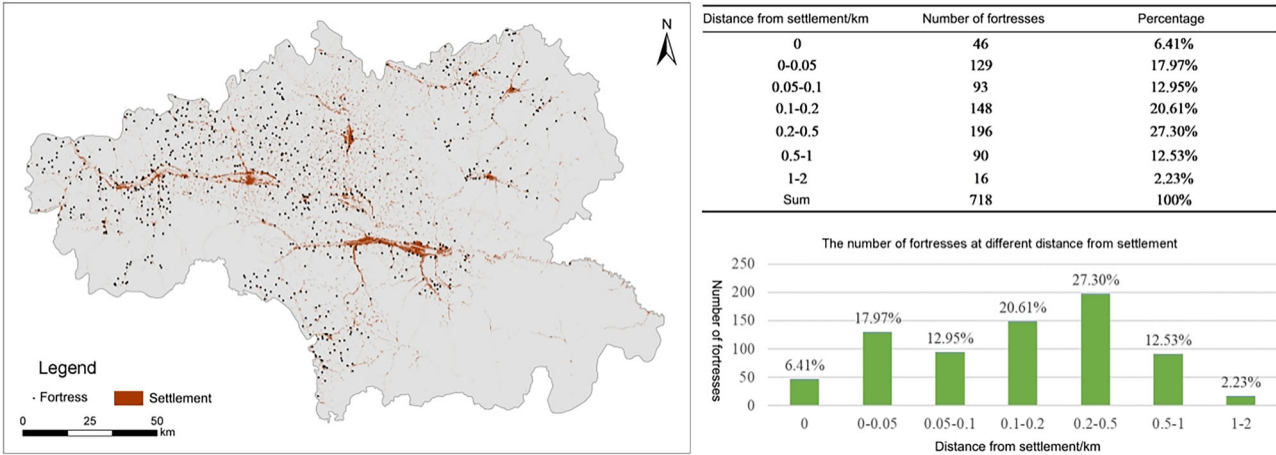 N
Legend
Fortress Settlement
0 25 50
km
Distance from settlement/km Number of fortresses Percentage
0 46 6.41%
0-0.05 129 17.97%
0.05-0.1 93 12.95%
0.1-0.2 148 20.61%
0.2-0.5 196 27.30%
0.5-1 90 12.53%
1-2 16 2.23%
Sum 718 100%
The number of fortresses at different distance from settlement
Number of fortresses
250
200
150
100
50
0
6.41% 17.97% 12.95% 20.61% 27.30% 12.53% 2.23%
0 0-0.05 0.05-0.1 0.1-0.2 0.2-0.5 0.5-1 1-2
Distance from settlement/km